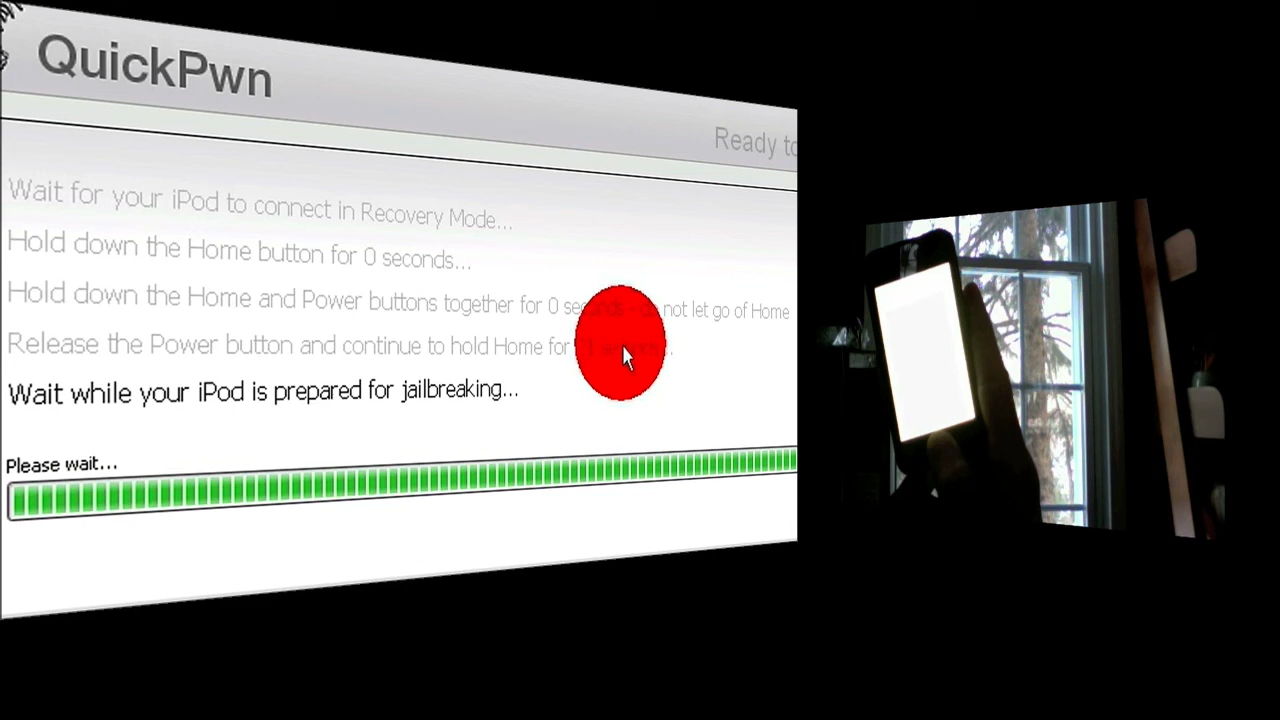 QuickPwn
Ready to
Wait for your iPod to connect in Recovery Mode...
Hold down the Home button for 0 seconds...
Hold down the Home and Power buttons together for 0 seconds - do not let go of Home
Release the Power button and continue to hold Home for
Wait while your iPod is prepared for jailbreaking...
Please wait...